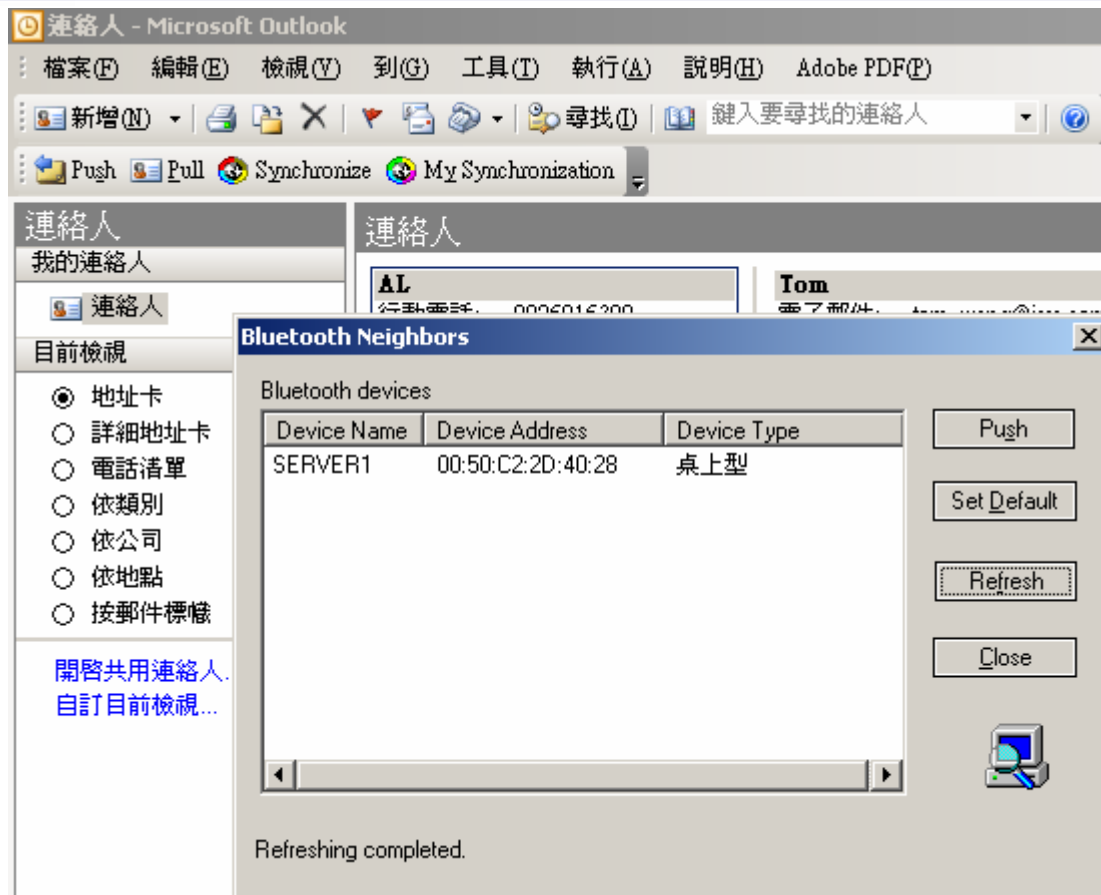 連絡人 - Microsoft Outlook
檔案(F) 編輯(E) 檢視(V) 到(G) 工具(T) 執行(A) 說明(H) Adobe PDF(P)
新增(N) 尋找(I) 鍵入要尋找的連絡人
Push Pull Synchronize My Synchronization
連絡人
我的連絡人
連絡人
目前檢視
地址卡
詳細地址卡
電話清單
依類別
依公司
依地點
按郵件標幟
開啓共用連絡人.
自訂目前檢視...
連絡人
AL
Tom
Bluetooth Neighbors
Bluetooth devices
Device Name Device Address Device Type
SERVER1 00:50:C2:2D:40:28 桌上型
Push
Set Default
Refresh
Close
Refreshing completed.